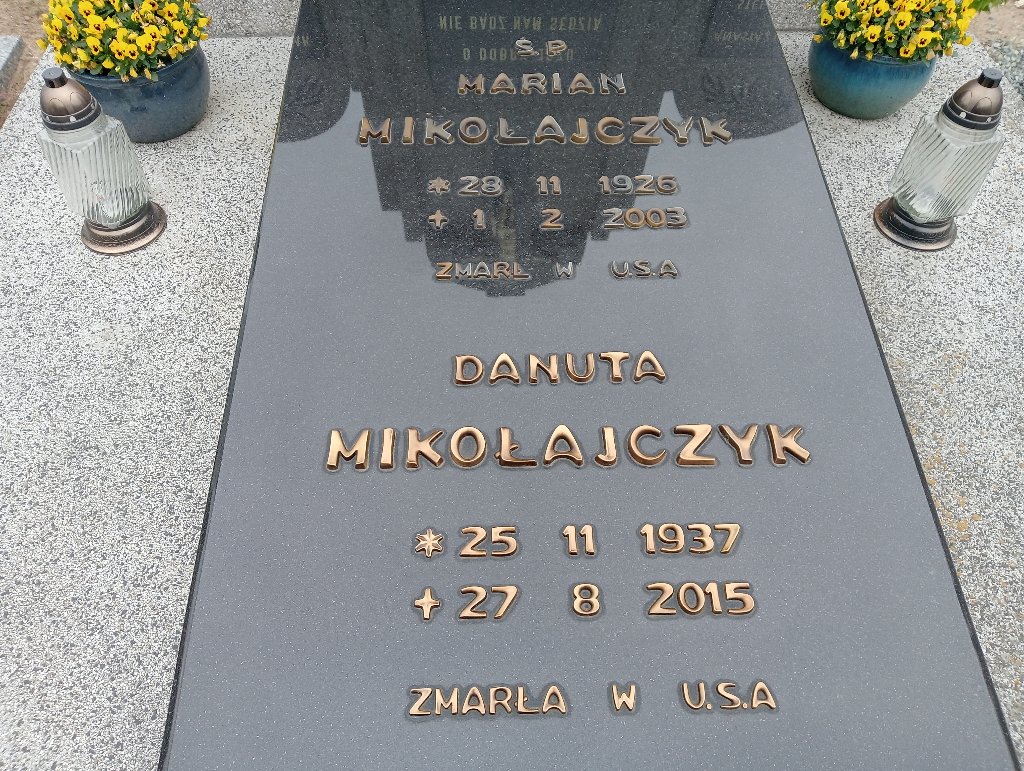 Ś.P.
MARIAN
MIKOŁAJCZYK
* 28 11 1926
+ 1 2 2003
ZMARŁ W U.S.A
DANUTA
MIKOŁAJCZYK
* 25 11 1937
+ 27 8 2015
ZMARŁA W U.S.A